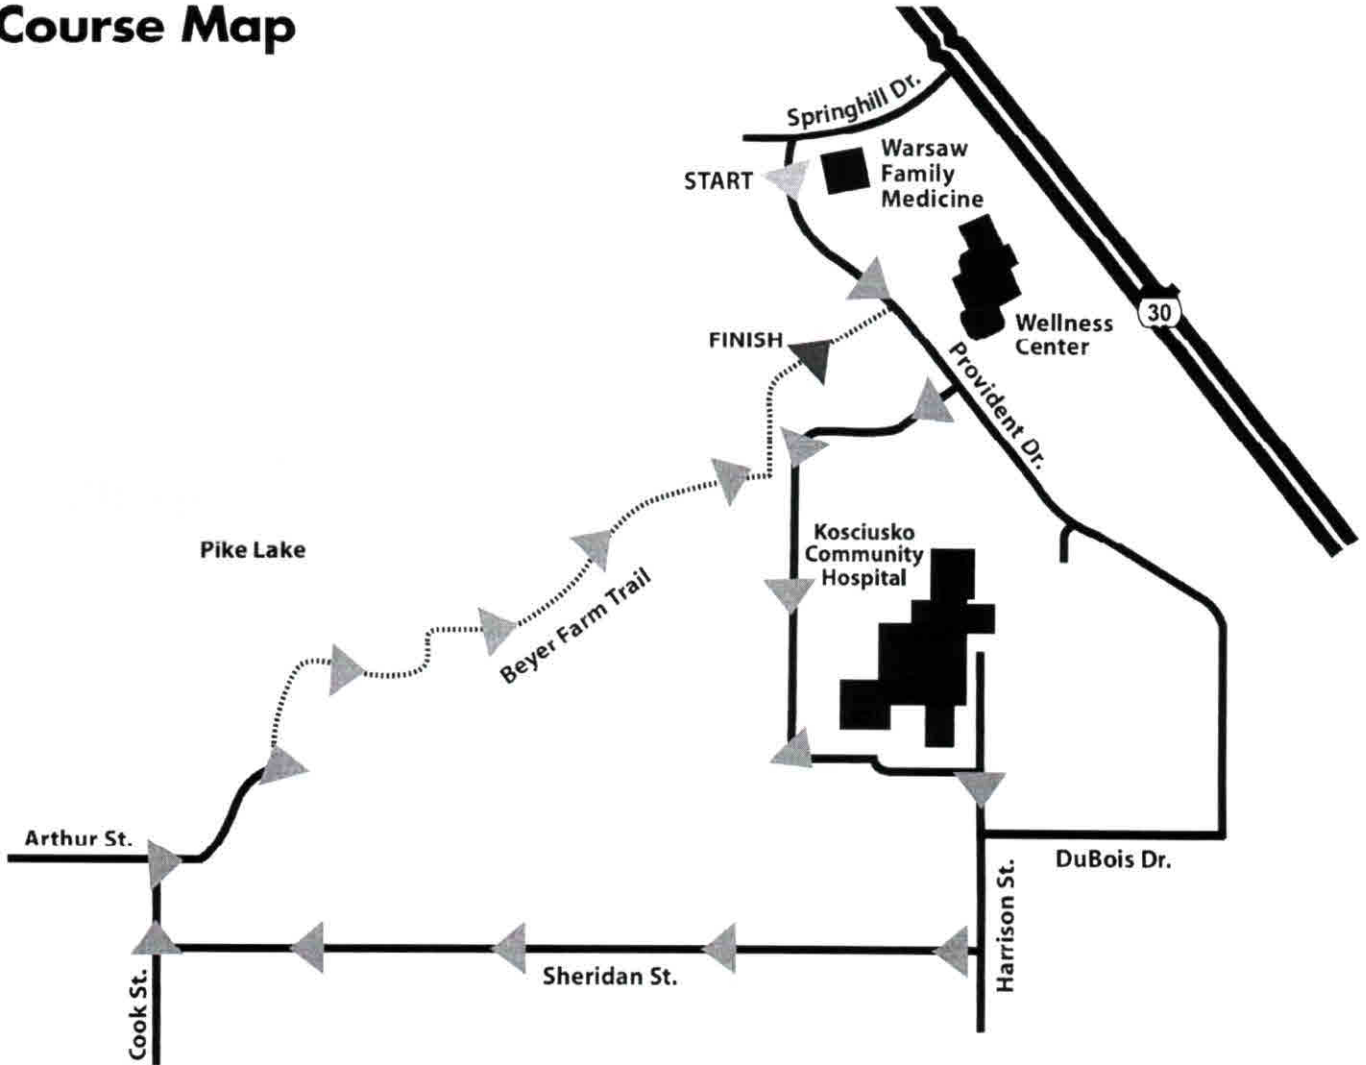 Course Map
Springhill Dr.
Warsaw
Family
Medicine
START
30
Wellness
Center
FINISH
Provident Dr.
Kosciusko
Community
Hospital
Pike Lake
Beyer Farm Trail
Arthur St.
DuBois Dr.
Harrison St.
Sheridan St.
Cook St.